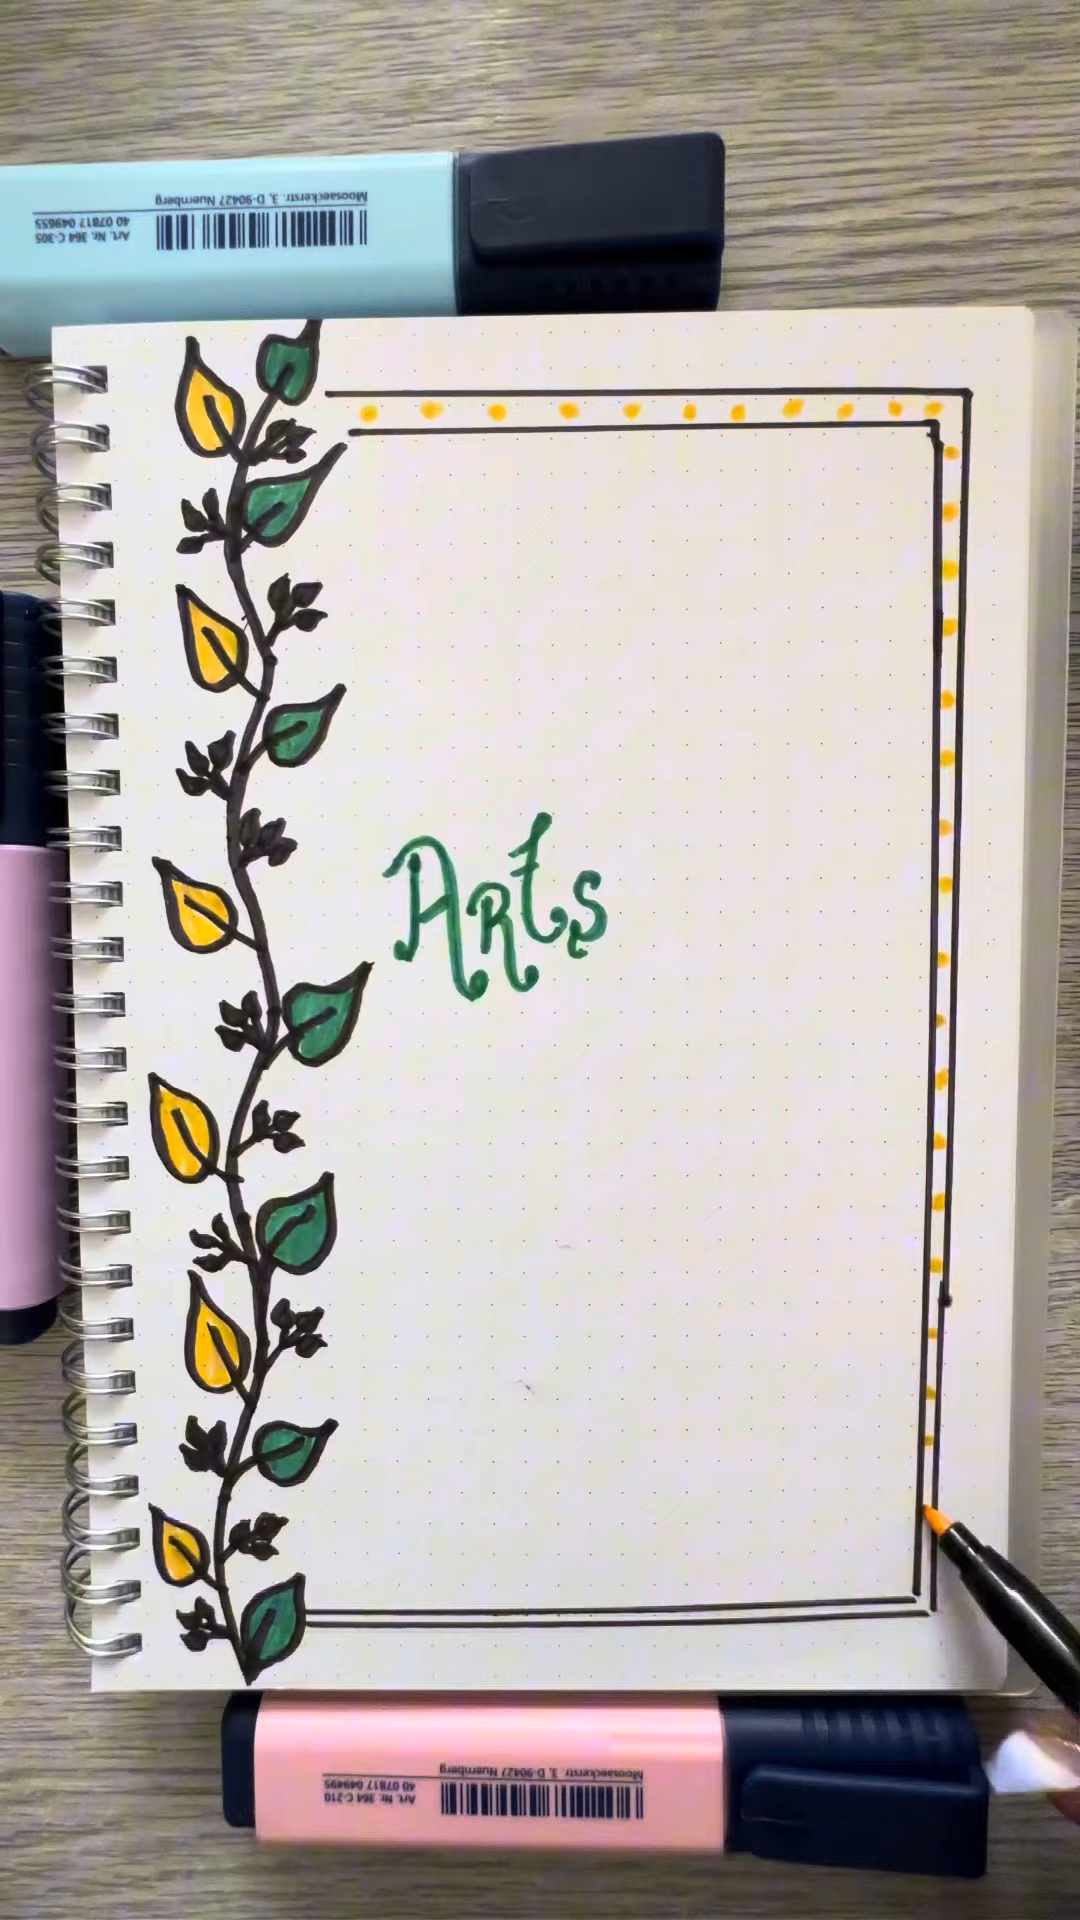 Moosaeckerstr. 3, D-90427 Nuernberg
Art. Nr. 364 C-305
40 07817 049655
Arts
Moosaeckerstr. 3, D-90427 Nuernberg
Art. Nr. 364 C-210
40 07817 049495